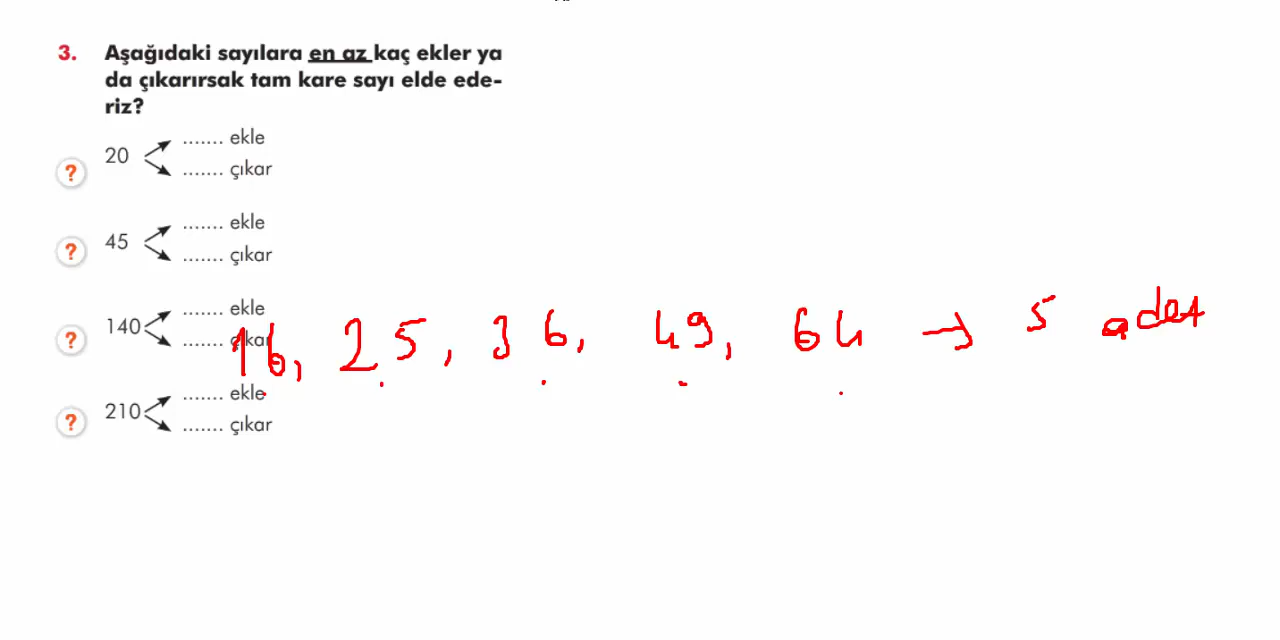 3. Aşağıdaki sayılara en az kaç ekler ya
da çıkarırsak tam kare sayı elde ede-
riz?
....... ekle
? 20
....... çıkar
....... ekle
? 45
....... çıkar
....... ekle
? 140
....... çıkar
16, 25, 36, 49, 64 → 5 adet
....... ekle
? 210
....... çıkar